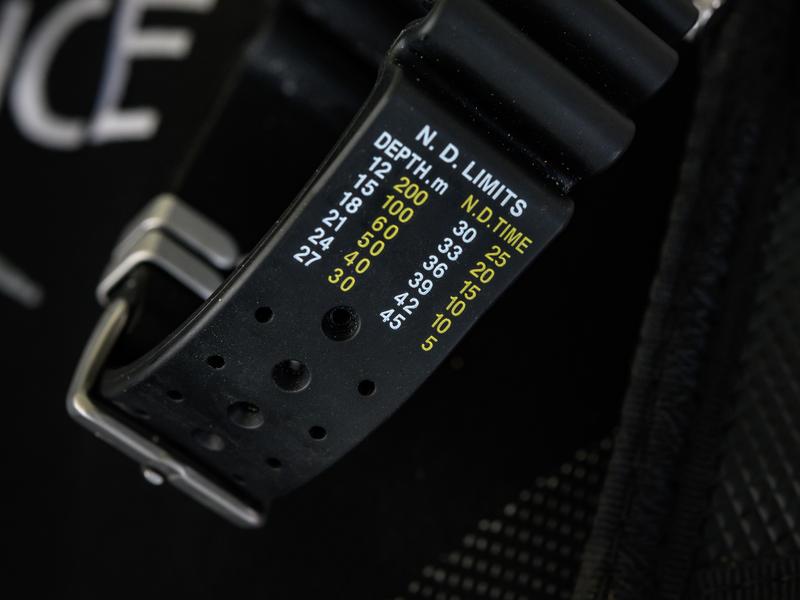 NCE
N. D. LIMITS
DEPTH.m N.D.TIME
12 200 30 25
15 100 33 20
18 60 36 15
21 50 39 10
24 40 42 10
27 30 45 5